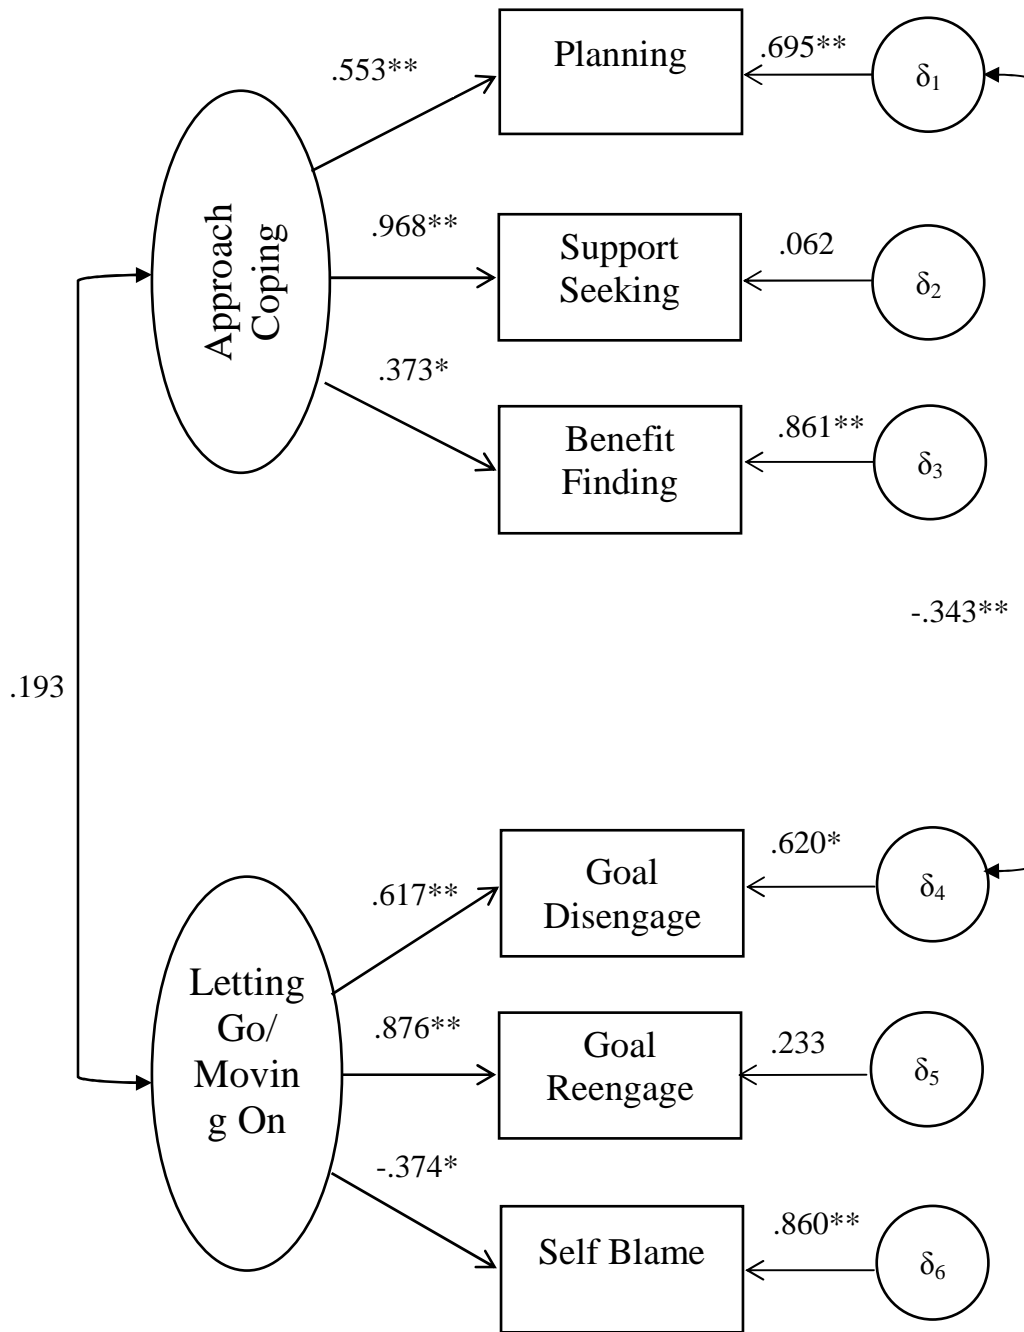 .553**
Planning
.695**
δ1
Approach
Coping
.968**
Support
Seeking
.062
δ2
.373*
Benefit
Finding
.861**
δ3
-.343**
.193
.617**
Goal
Disengage
.620*
δ4
Letting
Go/
Movin
g On
.876**
Goal
Reengage
.233
δ5
-.374*
Self Blame
.860**
δ6